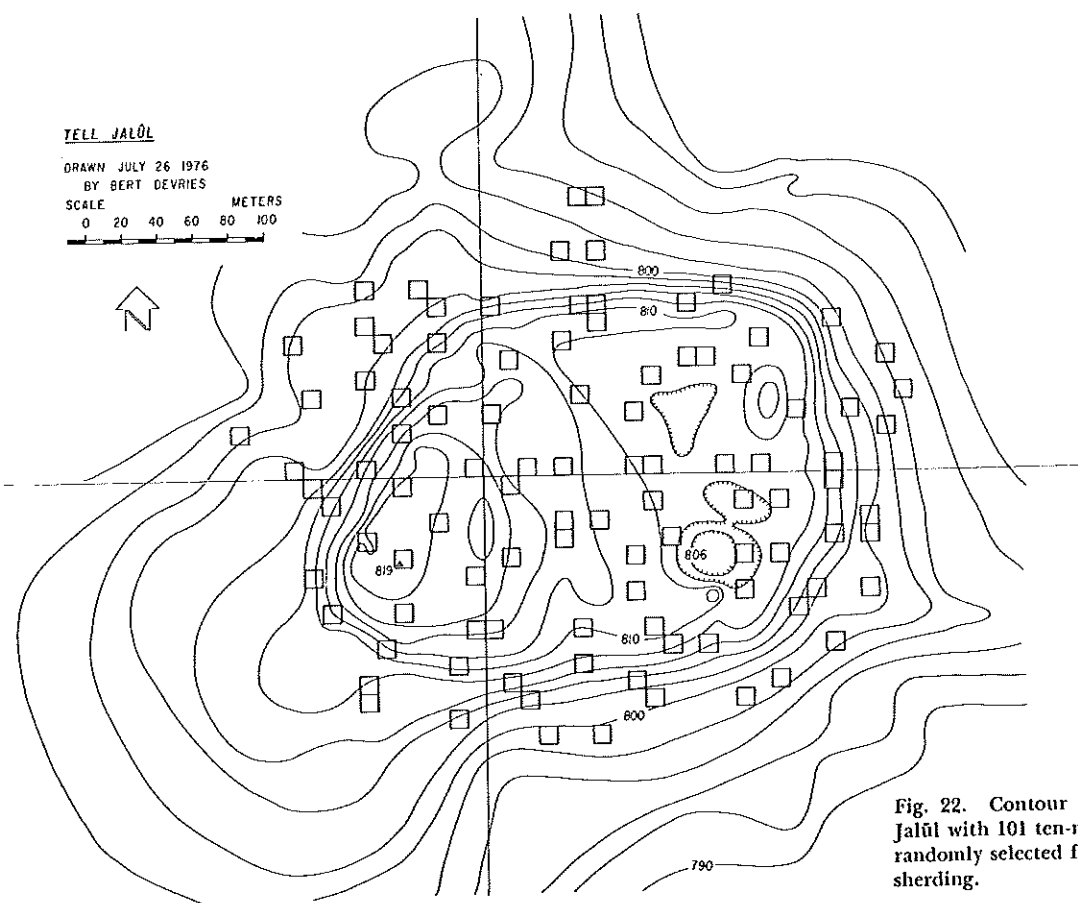 TELL JALÛL
DRAWN JULY 26 1976
BY BERT DEVRIES
SCALE METERS
0 20 40 60 80 100
N
800
810
819
806
810
800
790
Fig. 22. Contour
Jalūl with 101 ten-
randomly selected f
sherding.